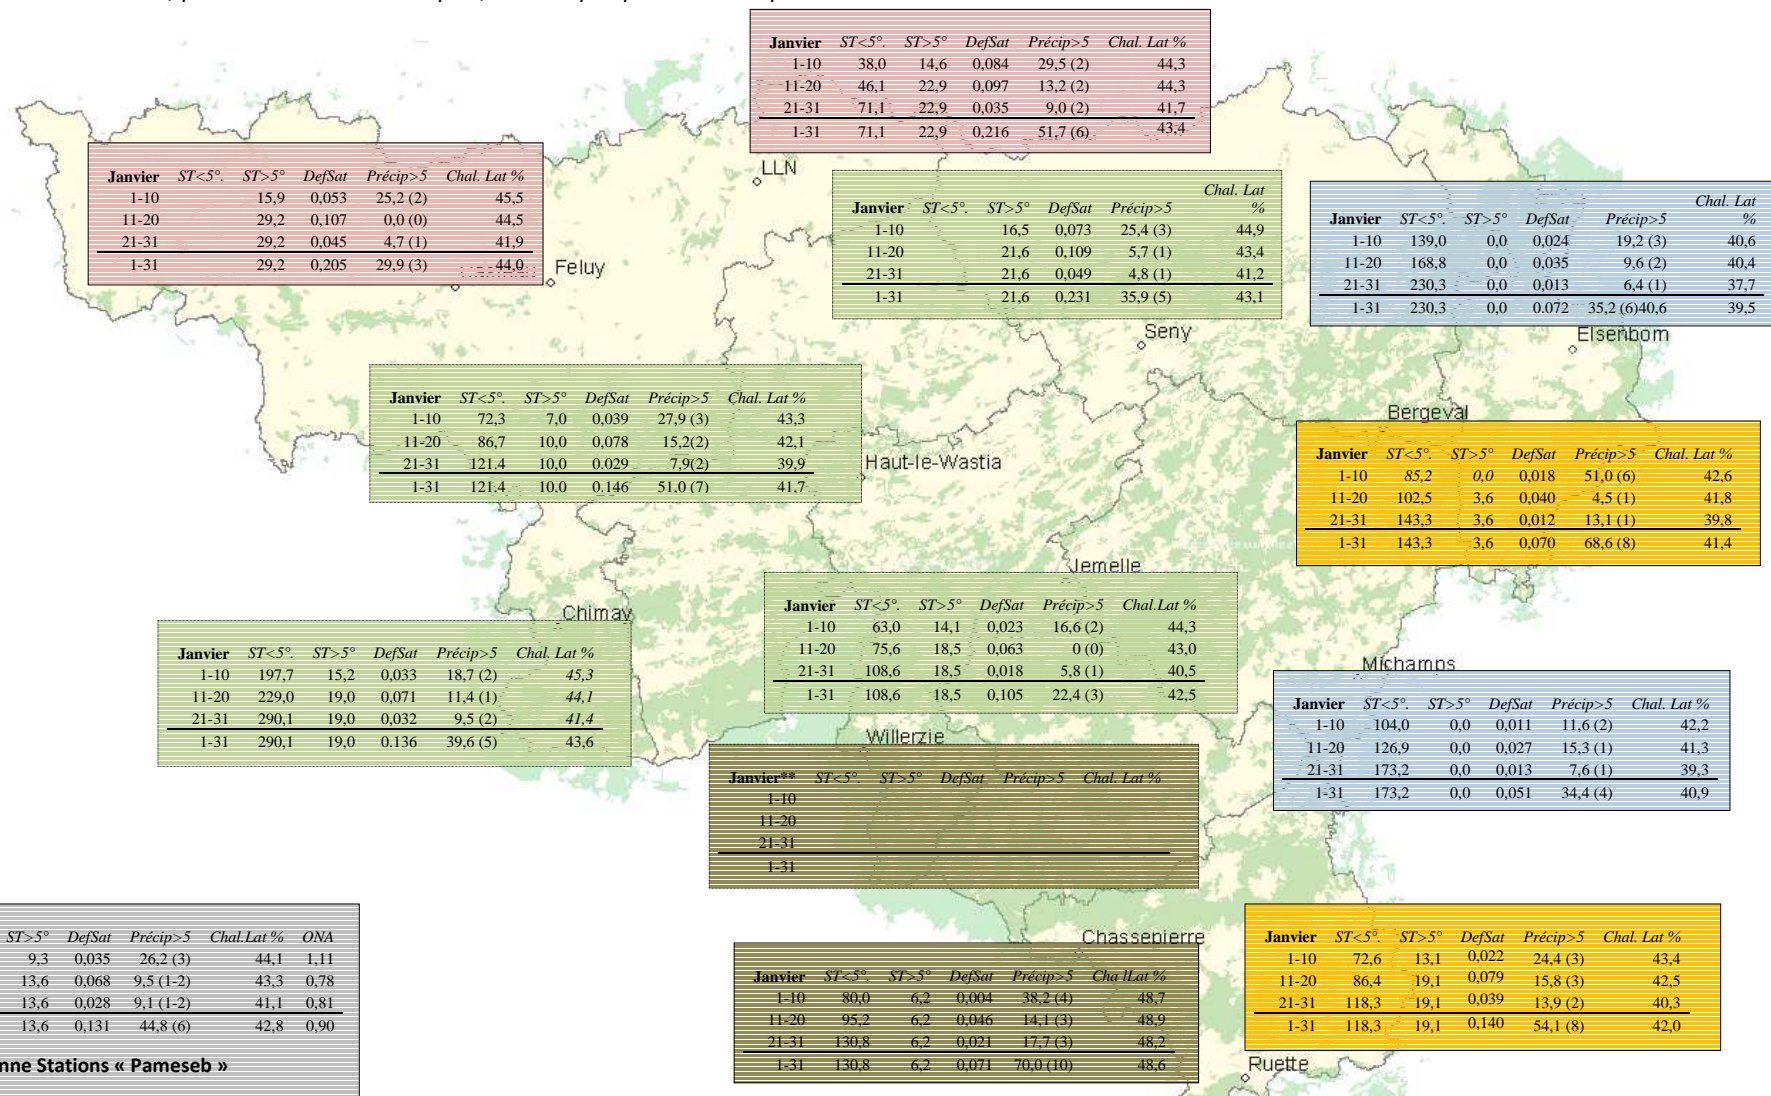 Janvier ST<5°. ST>5° DefSat Précip>5 Chal. Lat %
1-10 38,0 14,6 0,084 29,5 (2) 44,3
11-20 46,1 22,9 0,097 13,2 (2) 44,3
21-31 71,1 22,9 0,035 9,0 (2) 41,7
1-31 71,1 22,9 0,216 51,7 (6) 43,4
LLN
Janvier ST<5°. ST>5° DefSat Précip>5 Chal. Lat %
1-10 15,9 0,053 25,2 (2) 45,5
11-20 29,2 0,107 0,0 (0) 44,5
21-31 29,2 0,045 4,7 (1) 41,9
1-31 29,2 0,205 29,9 (3) 44,0
Feluy
Chal. Lat
Janvier ST<5°. ST>5° DefSat Précip>5 %
1-10 16,5 0,073 25,4 (3) 44,9
11-20 21,6 0,109 5,7 (1) 43,4
21-31 21,6 0,049 4,8 (1) 41,2
1-31 21,6 0,231 35,9 (5) 43,1
Seny
Chal. Lat
Janvier ST<5°. ST>5° DefSat Précip>5 %
1-10 139,0 0,0 0,024 19,2 (3) 40,6
11-20 168,8 0,0 0,035 9,6 (2) 40,4
21-31 230,3 0,0 0,013 6,4 (1) 37,7
1-31 230,3 0,0 0.072 35,2 (6)40,6 39,5
Elsenborn
Janvier ST<5°. ST>5° DefSat Précip>5 Chal. Lat %
1-10 72,3 7,0 0,039 27,9 (3) 43,3
11-20 86,7 10,0 0,078 15,2(2) 42,1
21-31 121.4 10,0 0.029 7,9(2) 39,9
1-31 121.4 10,0 0.146 51,0 (7) 41,7
Haut-le-Wastia
Bergeval
Janvier ST<5°. ST>5° DefSat Précip>5 Chal. Lat %
1-10 85,2 0,0 0,018 51,0 (6) 42,6
11-20 102,5 3,6 0,040 4,5 (1) 41,8
21-31 143,3 3,6 0,012 13,1 (1) 39,8
1-31 143,3 3,6 0,070 68,6 (8) 41,4
Jemelle
Janvier ST<5°. ST>5° DefSat Précip>5 Chal.Lat %
1-10 63,0 14,1 0,023 16,6 (2) 44,3
11-20 75,6 18,5 0,063 0 (0) 43,0
21-31 108,6 18,5 0,018 5,8 (1) 40,5
1-31 108,6 18,5 0,105 22,4 (3) 42,5
Chimay
Janvier ST<5°. ST>5° DefSat Précip>5 Chal. Lat %
1-10 197,7 15,2 0,033 18,7 (2) 45,3
11-20 229,0 19,0 0,071 11,4 (1) 44,1
21-31 290,1 19,0 0,032 9,5 (2) 41,4
1-31 290,1 19,0 0.136 39,6 (5) 43,6
Michamps
Janvier ST<5°. ST>5° DefSat Précip>5 Chal. Lat %
1-10 104,0 0,0 0,011 11,6 (2) 42,2
11-20 126,9 0,0 0,027 15,3 (1) 41,3
21-31 173,2 0,0 0,013 7,6 (1) 39,3
1-31 173,2 0,0 0,051 34,4 (4) 40,9
Willerzie
Janvier** ST<5°. ST>5° DefSat Précip>5 Chal. Lat %
1-10
11-20
21-31
1-31
ST>5° DefSat Précip>5 Chal.Lat % ONA
9,3 0,035 26,2 (3) 44,1 1,11
13,6 0,068 9,5 (1-2) 43,3 0,78
13,6 0,028 9,1 (1-2) 41,1 0,81
13,6 0,131 44,8 (6) 42,8 0,90
nne Stations « Pameseb »
Chassepierre
Janvier ST<5°. ST>5° DefSat Précip>5 Cha lLat %
1-10 80,0 6,2 0,004 38,2 (4) 48,7
11-20 95,2 6,2 0,046 14,1 (3) 48,9
21-31 130,8 6,2 0,021 17,7 (3) 48,2
1-31 130,8 6,2 0,071 70,0 (10) 48,6
Janvier ST<5°. ST>5° DefSat Précip>5 Chal. Lat %
1-10 72,6 13,1 0,022 24,4 (3) 43,4
11-20 86,4 19,1 0,079 15,8 (3) 42,5
21-31 118,3 19,1 0,039 13,9 (2) 40,3
1-31 118,3 19,1 0,140 54,1 (8) 42,0
Ruette